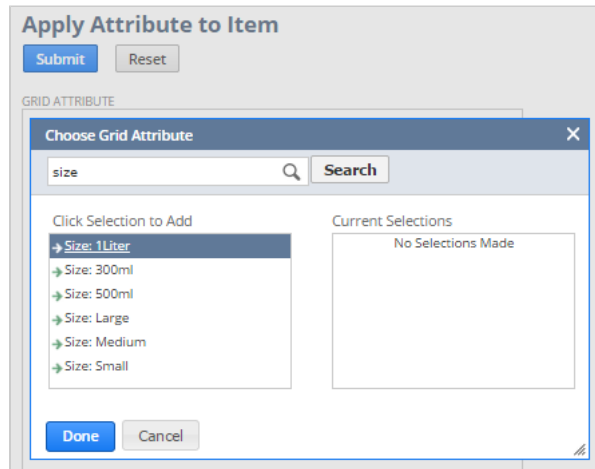 Apply Attribute to Item
Submit Reset
GRID ATTRIBUTE
Choose Grid Attribute
size Search
Click Selection to Add
Size: 1Liter
Size: 300ml
Size: 500ml
Size: Large
Size: Medium
Size: Small
Current Selections
No Selections Made
Done Cancel